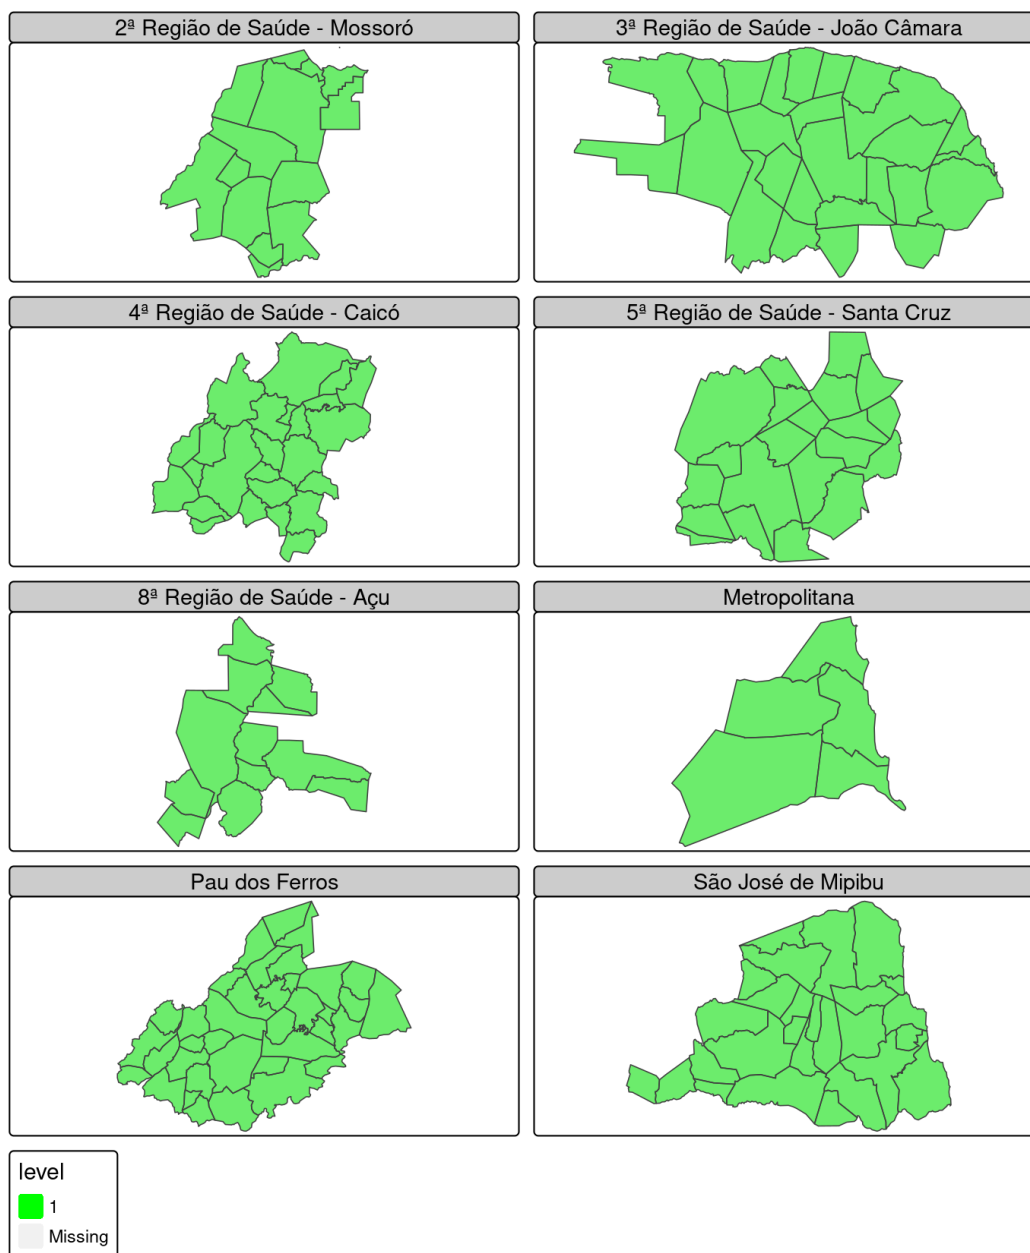 2ª Região de Saúde - Mossoró
3ª Região de Saúde - João Câmara
4ª Região de Saúde - Caicó
5ª Região de Saúde - Santa Cruz
8ª Região de Saúde - Açu
Metropolitana
Pau dos Ferros
São José de Mipibu
level
1
Missing